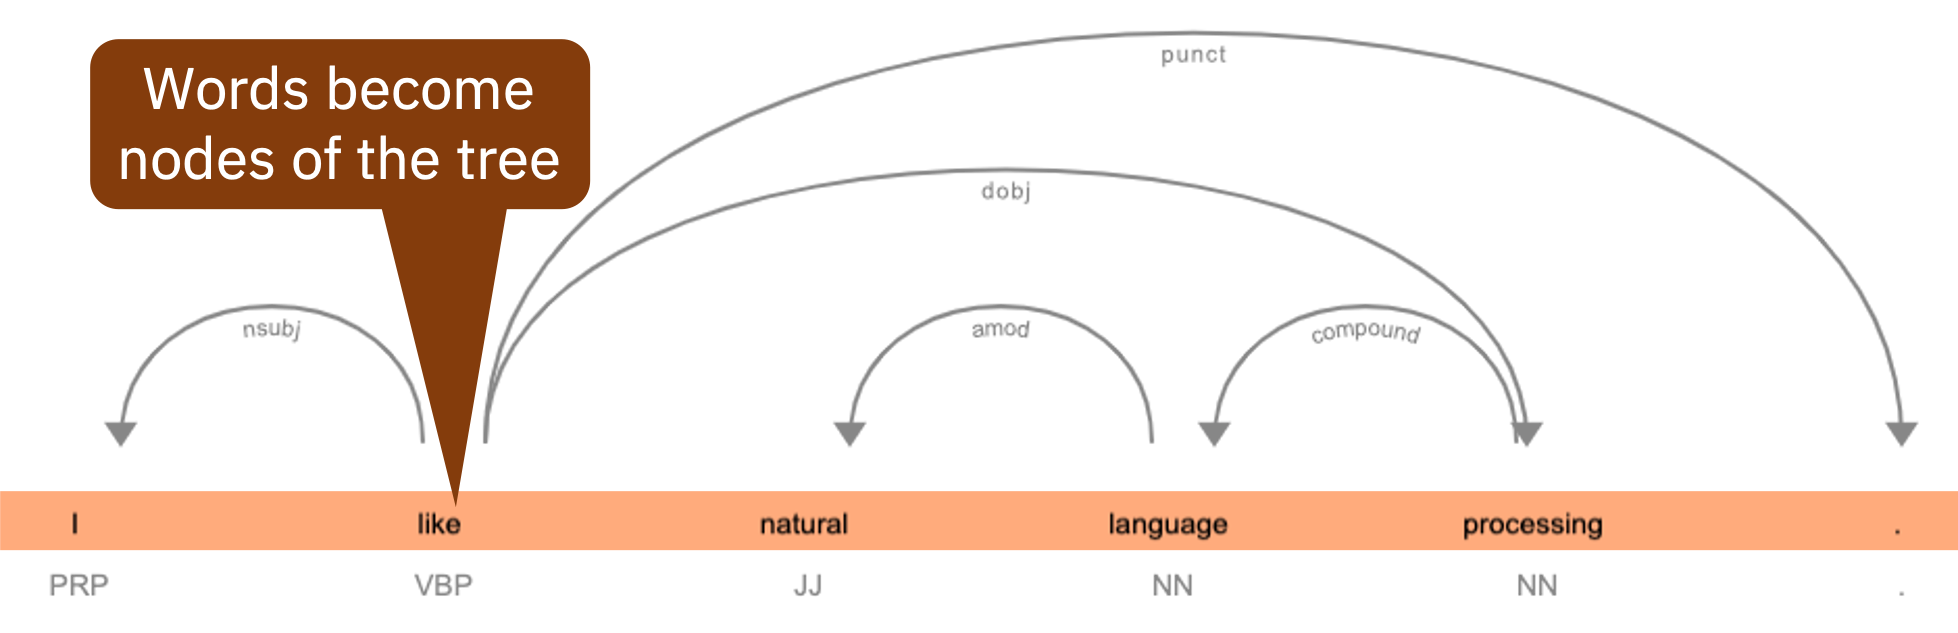 Words become
nodes of the tree
punct
dobj
nsubj
amod
compound
I like natural language processing .
PRP VBP JJ NN NN .